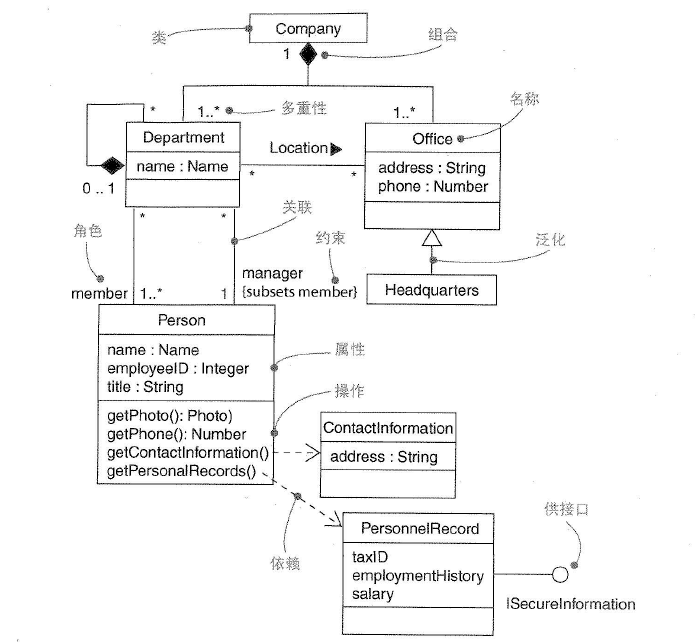 Company
类
1
组合
*
1..*
多重性
1..*
名称
Department
Office
name : Name
Location
address : String
phone : Number
*
*
0 .. 1
*
*
关联
角色
约束
泛化
member
1..*
1
manager
{subsets member}
Headquarters
Person
name : Name
employeeID : Integer
title : String
属性
操作
getPhoto(): Photo)
getPhone(): Number
getContactInformation()
getPersonalRecords()
ContactInformation
address : String
依赖
PersonnelRecord
供接口
taxID
employmentHistory
salary
ISecureInformation